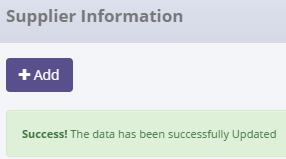 Supplier Information
Add
Success! The data has been successfully Updated